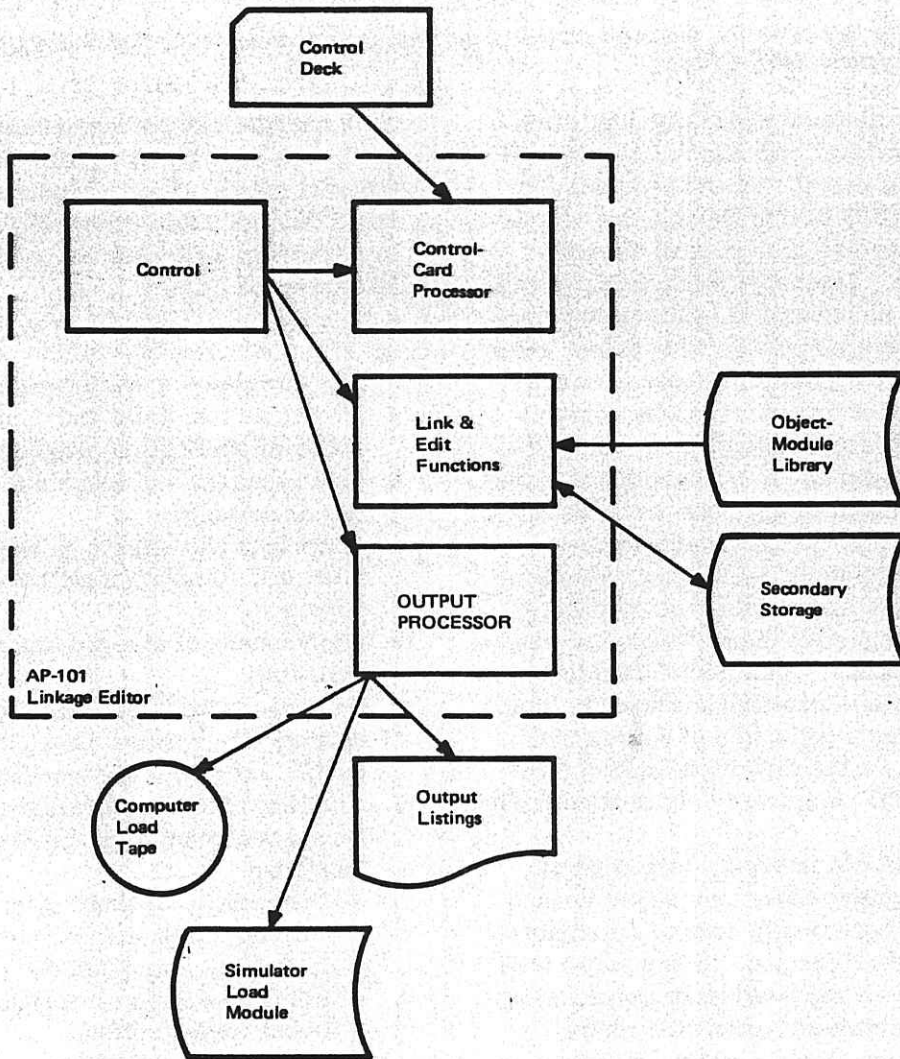 Control
Deck
Control
Control-
Card
Processor
Link &
Edit
Functions
Object-
Module
Library
OUTPUT
PROCESSOR
Secondary
Storage
AP-101
Linkage Editor
Computer
Load
Tape
Output
Listings
Simulator
Load
Module